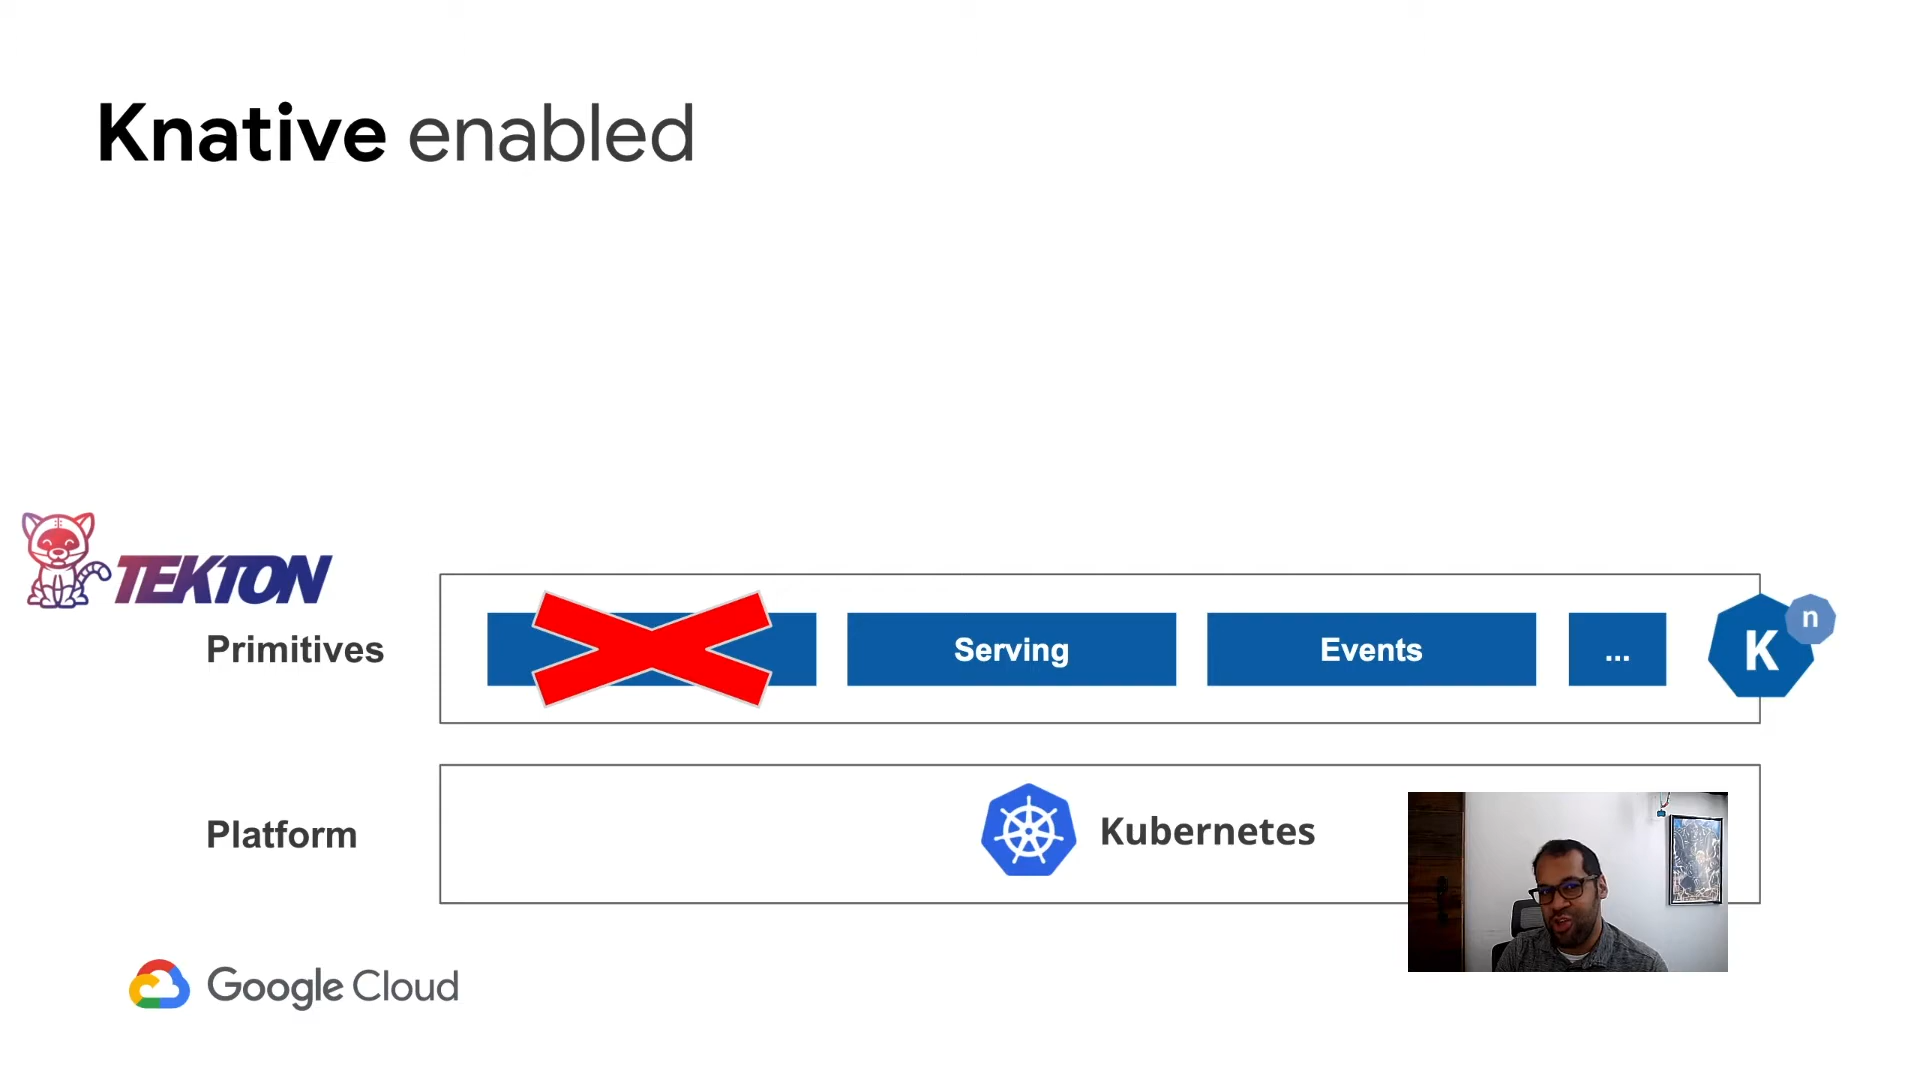 Knative enabled
TEKTON
Primitives
Serving
Events
...
K
n
Platform
Kubernetes
Google Cloud